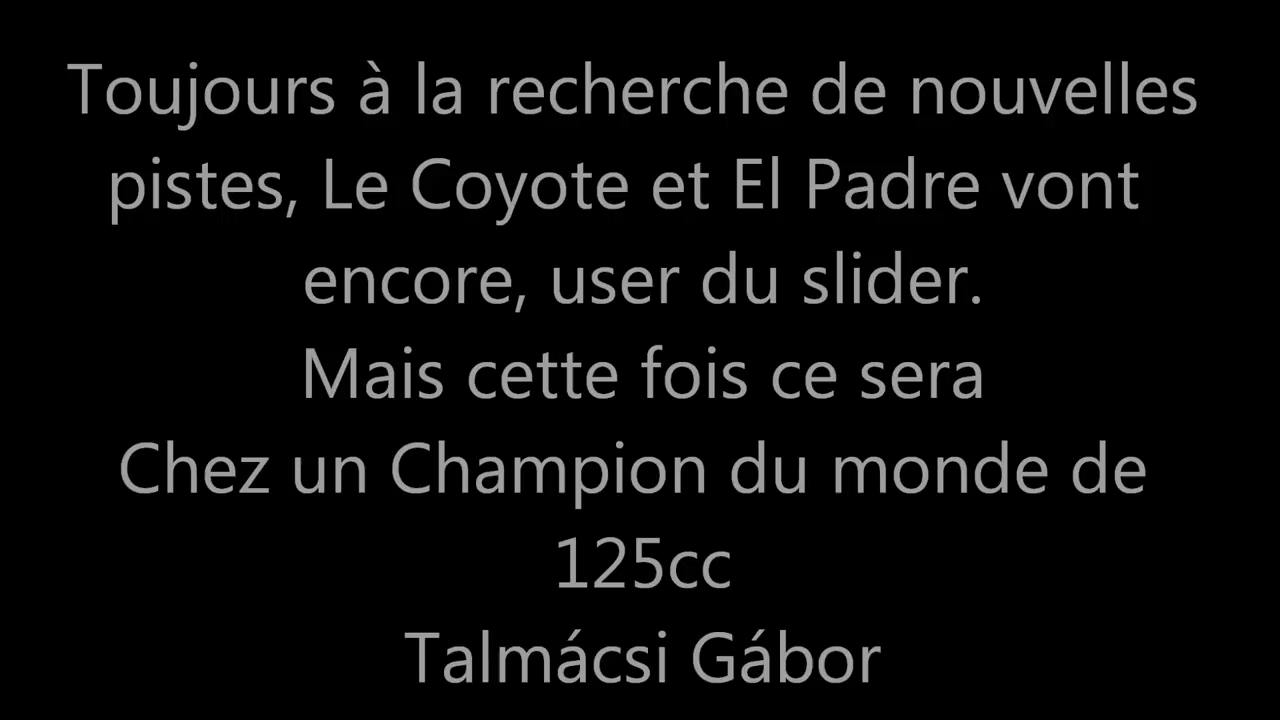 Toujours à la recherche de nouvelles
pistes, Le Coyote et El Padre vont
encore, user du slider.
Mais cette fois ce sera
Chez un Champion du monde de
125cc
Talmácsi Gábor